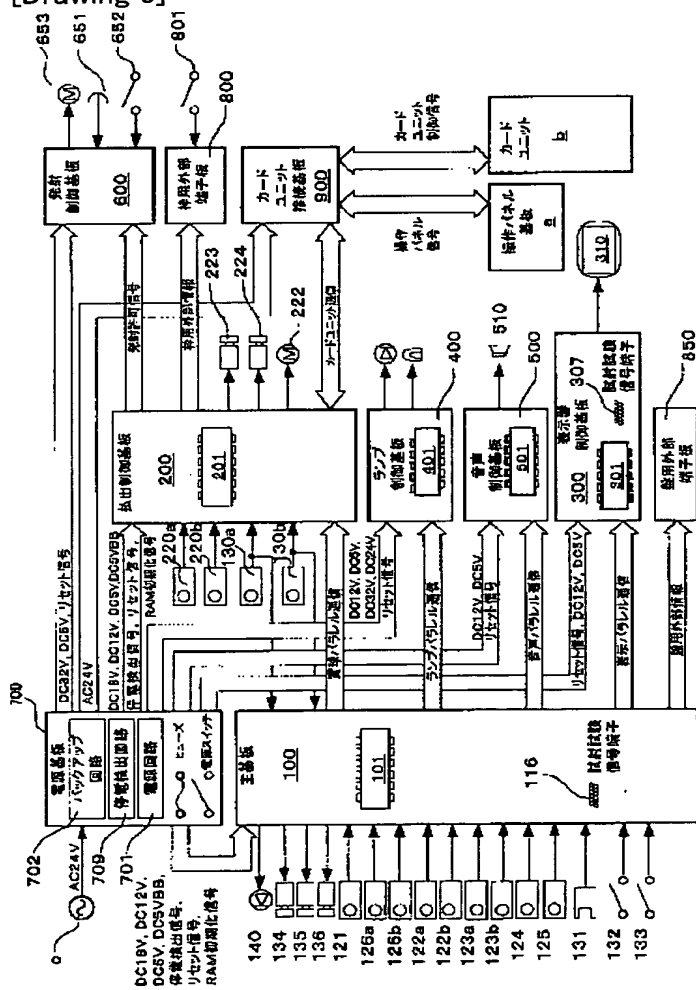 [Drawing
653
651
652
801
発射
制御基板
600
枠用外部
端子板
800
カード
ユニット
接続基板
900
カード
ユニット
制御信号
カード
ユニット
b
操作
パネル
信号
操作パネル
基板
a
310
DC32V, DC5V, リセット信号
AC24V
発射許可信号
枠用外部情報
カードユニット通信
223
224
222
払出制御基板
200
201
220a
220b
130a
30b
DC18V, DC12V, DC5V, DC5VBB
停電検出信号, リセット信号,
RAM初期化信号
ランプ
制御基板
400
401
音声
制御基板
500
501
510
表示器
制御基板
300
301
307
試射試験
信号端子
盤用外部
端子板
850
賞球パラレル通信
DC12V, DC5V,
DC32V, DC24V
リセット信号
ランプパラレル通信
DC12V, DC5V,
リセット信号
音声パラレル通信
リセット信号, DC12V, DC5V
表示パラレル通信
盤用外部情報
700
電源基板
バックアップ
回路
停電検出回路
電源回路
ヒューズ
電源スイッチ
702
709
701
AC24V
DC18V, DC12V,
DC5V, DC5VBB,
停電検出信号,
リセット信号,
RAM初期化信号
主基板
100
101
116
試射試験
信号端子
140
134
135
136
121
126a
126b
122a
122b
123a
123b
124
125
131
132
133